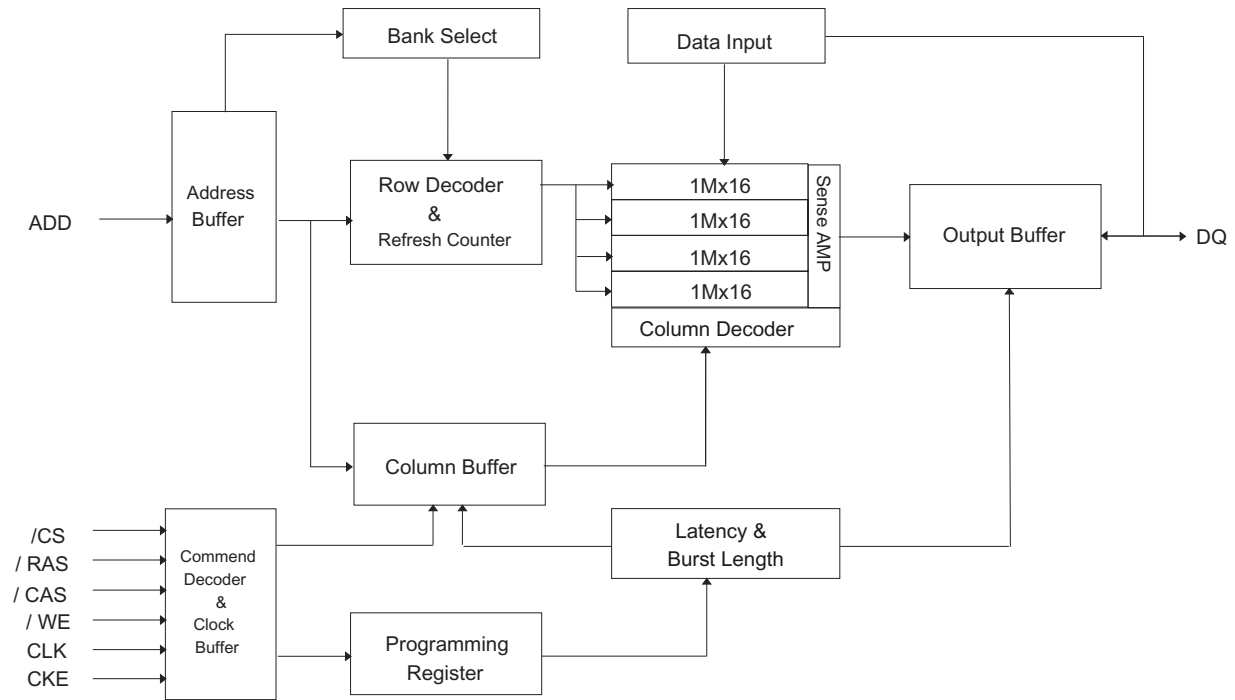 Bank Select
Data Input
Address
Buffer
Row Decoder
&
Refresh Counter
1Mx16
1Mx16
1Mx16
1Mx16
Sense AMP
Column Decoder
Output Buffer
ADD
DQ
Column Buffer
/CS
/ RAS
/ CAS
/ WE
CLK
CKE
Commend
Decoder
&
Clock
Buffer
Latency &
Burst Length
Programming
Register